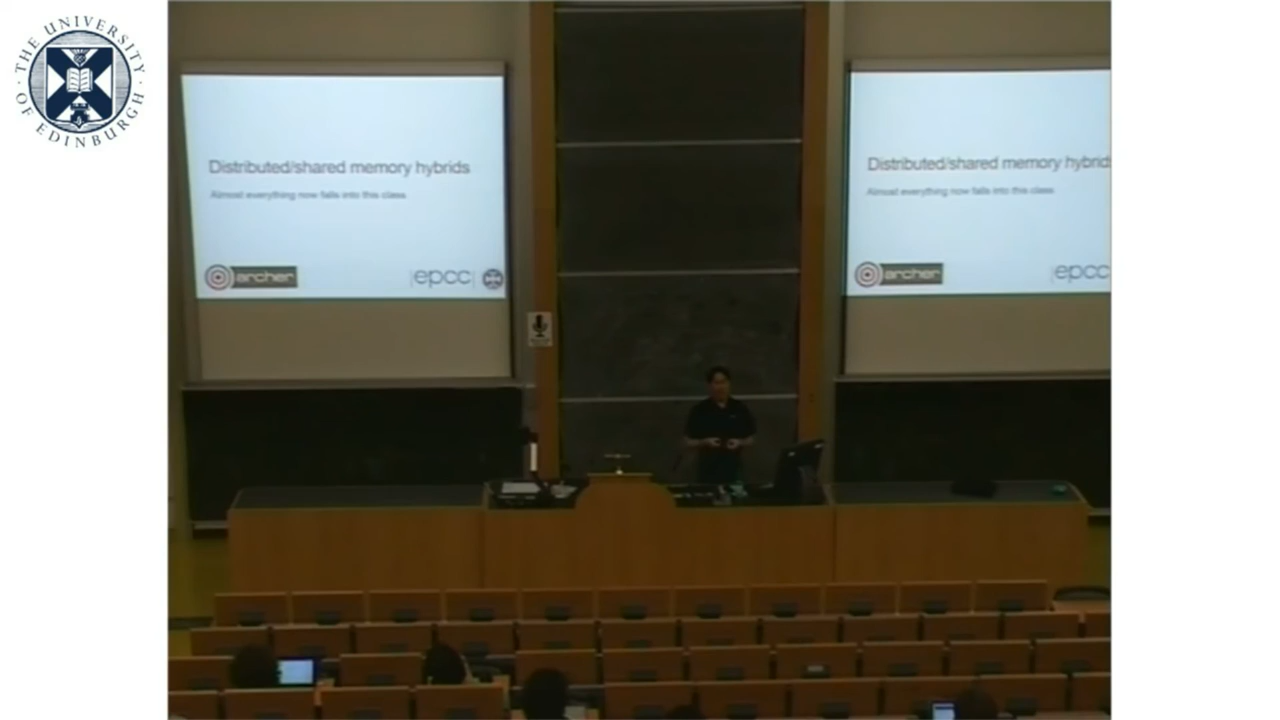 THE UNIVERSITY OF EDINBURGH
Distributed/shared memory hybrids
Almost everything now falls into this class
archer
epcc
Distributed/shared memory hybrids
Almost everything now falls into this class
archer
epcc